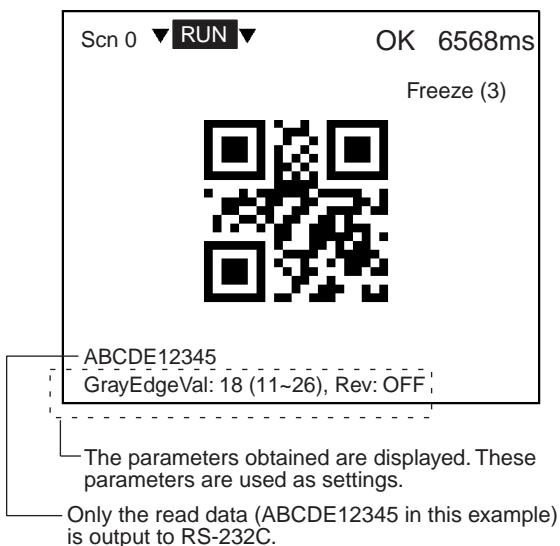 Scn 0 ▼ RUN ▼ OK 6568ms
Freeze (3)
ABCDE12345
GrayEdgeVal: 18 (11~26), Rev: OFF
The parameters obtained are displayed. These
parameters are used as settings.
Only the read data (ABCDE12345 in this example)
is output to RS-232C.